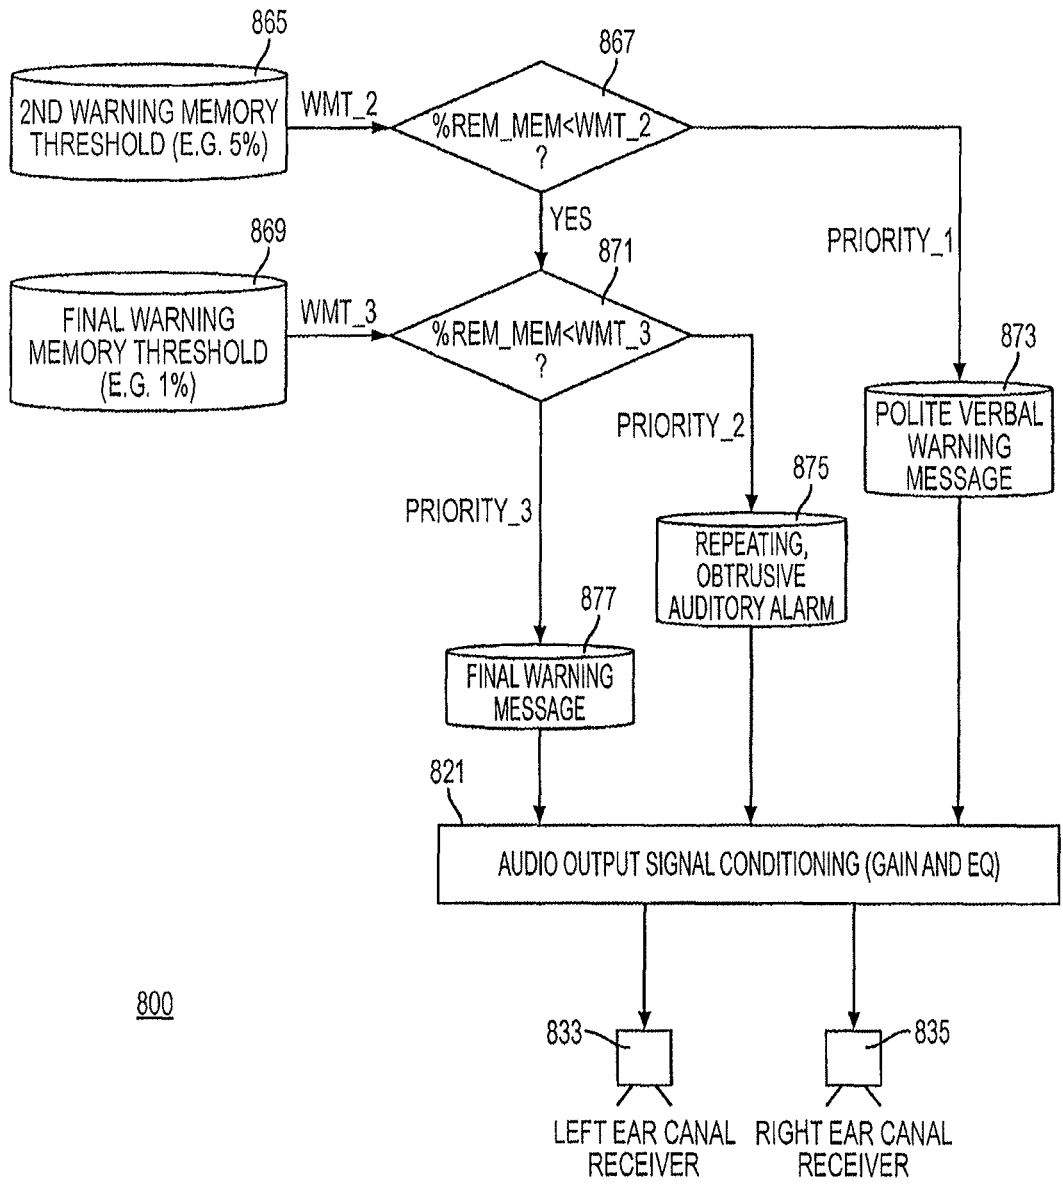 865
2ND WARNING MEMORY
THRESHOLD (E.G. 5%)
WMT_2
867
%REM_MEM<WMT_2
?
YES
PRIORITY_1
869
FINAL WARNING
MEMORY THRESHOLD
(E.G. 1%)
WMT_3
871
%REM_MEM<WMT_3
?
873
POLITE VERBAL
WARNING
MESSAGE
PRIORITY_2
875
REPEATING,
OBTRUSIVE
AUDITORY ALARM
PRIORITY_3
877
FINAL WARNING
MESSAGE
821
AUDIO OUTPUT SIGNAL CONDITIONING (GAIN AND EQ)
800
833
835
LEFT EAR CANAL
RECEIVER
RIGHT EAR CANAL
RECEIVER